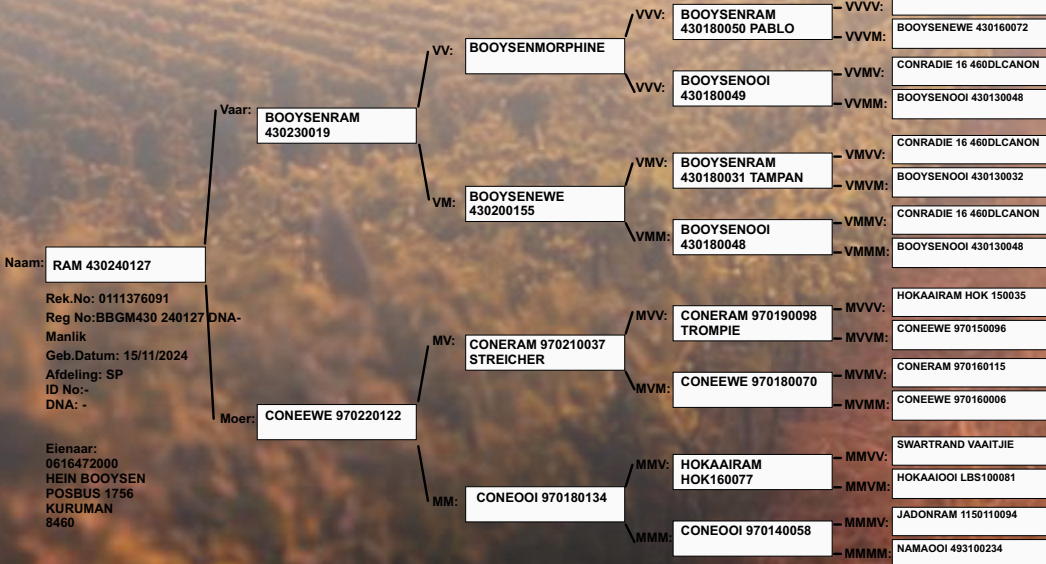 Naam:
RAM 430240127
Rek.No: 0111376091
Reg No:BBGM430 240127 DNA-
Manlik
Geb.Datum: 15/11/2024
Afdeling: SP
ID No:-
DNA: -
Eienaar:
0616472000
HEIN BOOYSEN
POSBUS 1756
KURUMAN
8460
Vaar:
BOOYSENRAM
430230019
Moer:
CONEEWE 970220122
VV:
BOOYSENMORPHINE
VM:
BOOYSENEWE
430200155
MV:
CONERAM 970210037
STREICHER
MM:
CONEOOI 970180134
VVV:
BOOYSENRAM
430180050 PABLO
VVV:
BOOYSENOOI
430180049
VMV:
BOOYSENRAM
430180031 TAMPAN
VMM:
BOOYSENOOI
430180048
MVV:
CONERAM 970190098
TROMPIE
MVM:
CONEEWE 970180070
MMV:
HOKAAIRAM
HOK160077
MMM:
CONEOOI 970140058
VVVV:
VVVM:
BOOYSENEWE 430160072
VVMV:
CONRADIE 16 460DLCANON
VVMM:
BOOYSENOOI 430130048
VMVV:
CONRADIE 16 460DLCANON
VMVM:
BOOYSENOOI 430130032
VMMV:
CONRADIE 16 460DLCANON
VMMM:
BOOYSENOOI 430130048
MVVV:
HOKAAIRAM HOK 150035
MVVM:
CONEEWE 970150096
MVMV:
CONERAM 970160115
MVMM:
CONEEWE 970160006
MMVV:
SWARTRAND VAAITJIE
MMVM:
HOKAAIOOI LBS100081
MMMV:
JADONRAM 1150110094
MMMM:
NAMAOOI 493100234